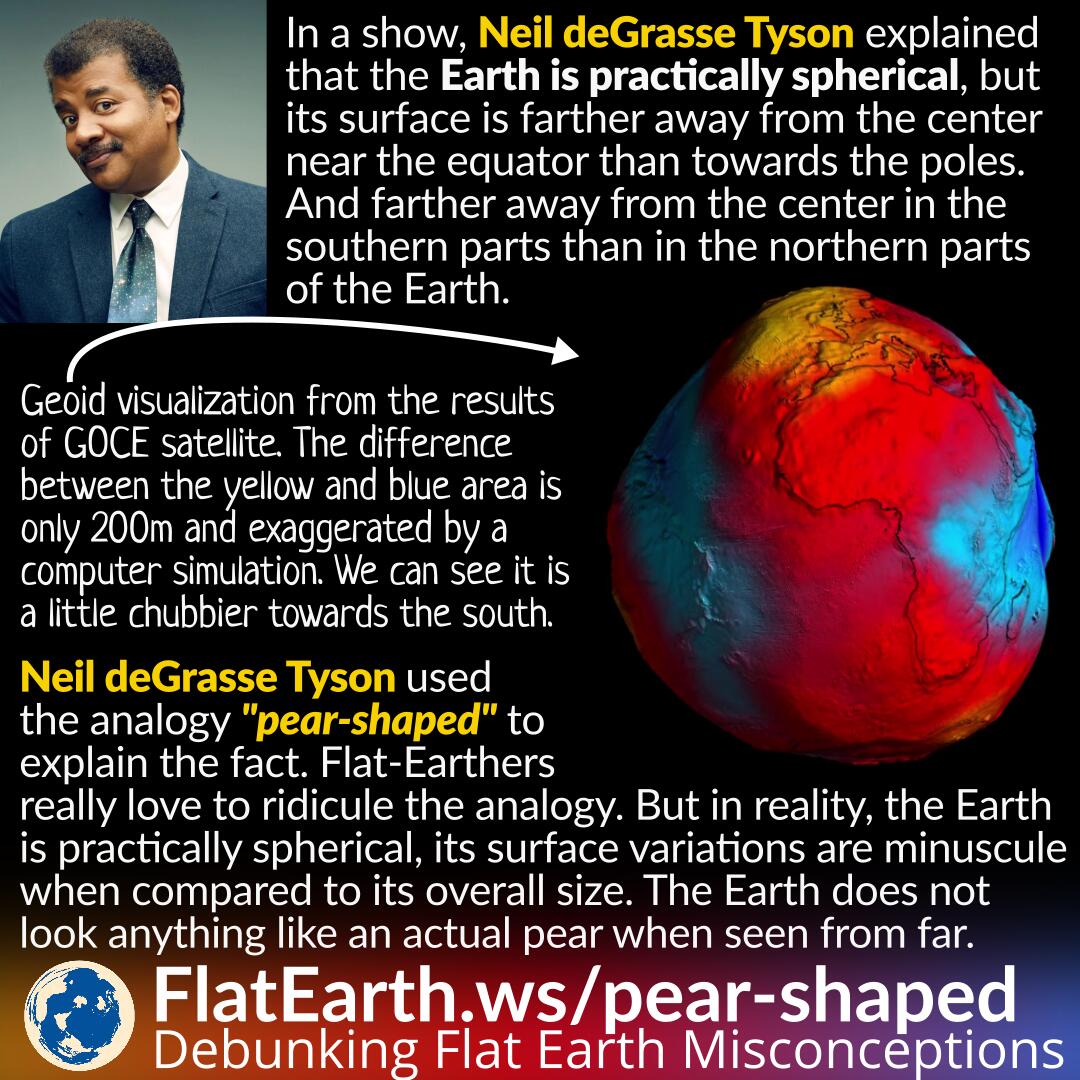 In a show, Neil deGrasse Tyson explained
that the Earth is practically spherical, but
its surface is farther away from the center
near the equator than towards the poles.
And farther away from the center in the
southern parts than in the northern parts
of the Earth.
Geoid visualization from the results
of GOCE satellite. The difference
between the yellow and blue area is
only 200m and exaggerated by a
computer simulation. We can see it is
a little chubbier towards the south.
Neil deGrasse Tyson used
the analogy "pear-shaped" to
explain the fact. Flat-Earthers
really love to ridicule the analogy. But in reality, the Earth
is practically spherical, its surface variations are minuscule
when compared to its overall size. The Earth does not
look anything like an actual pear when seen from far.
FlatEarth.ws/pear-shaped
Debunking Flat Earth Misconceptions